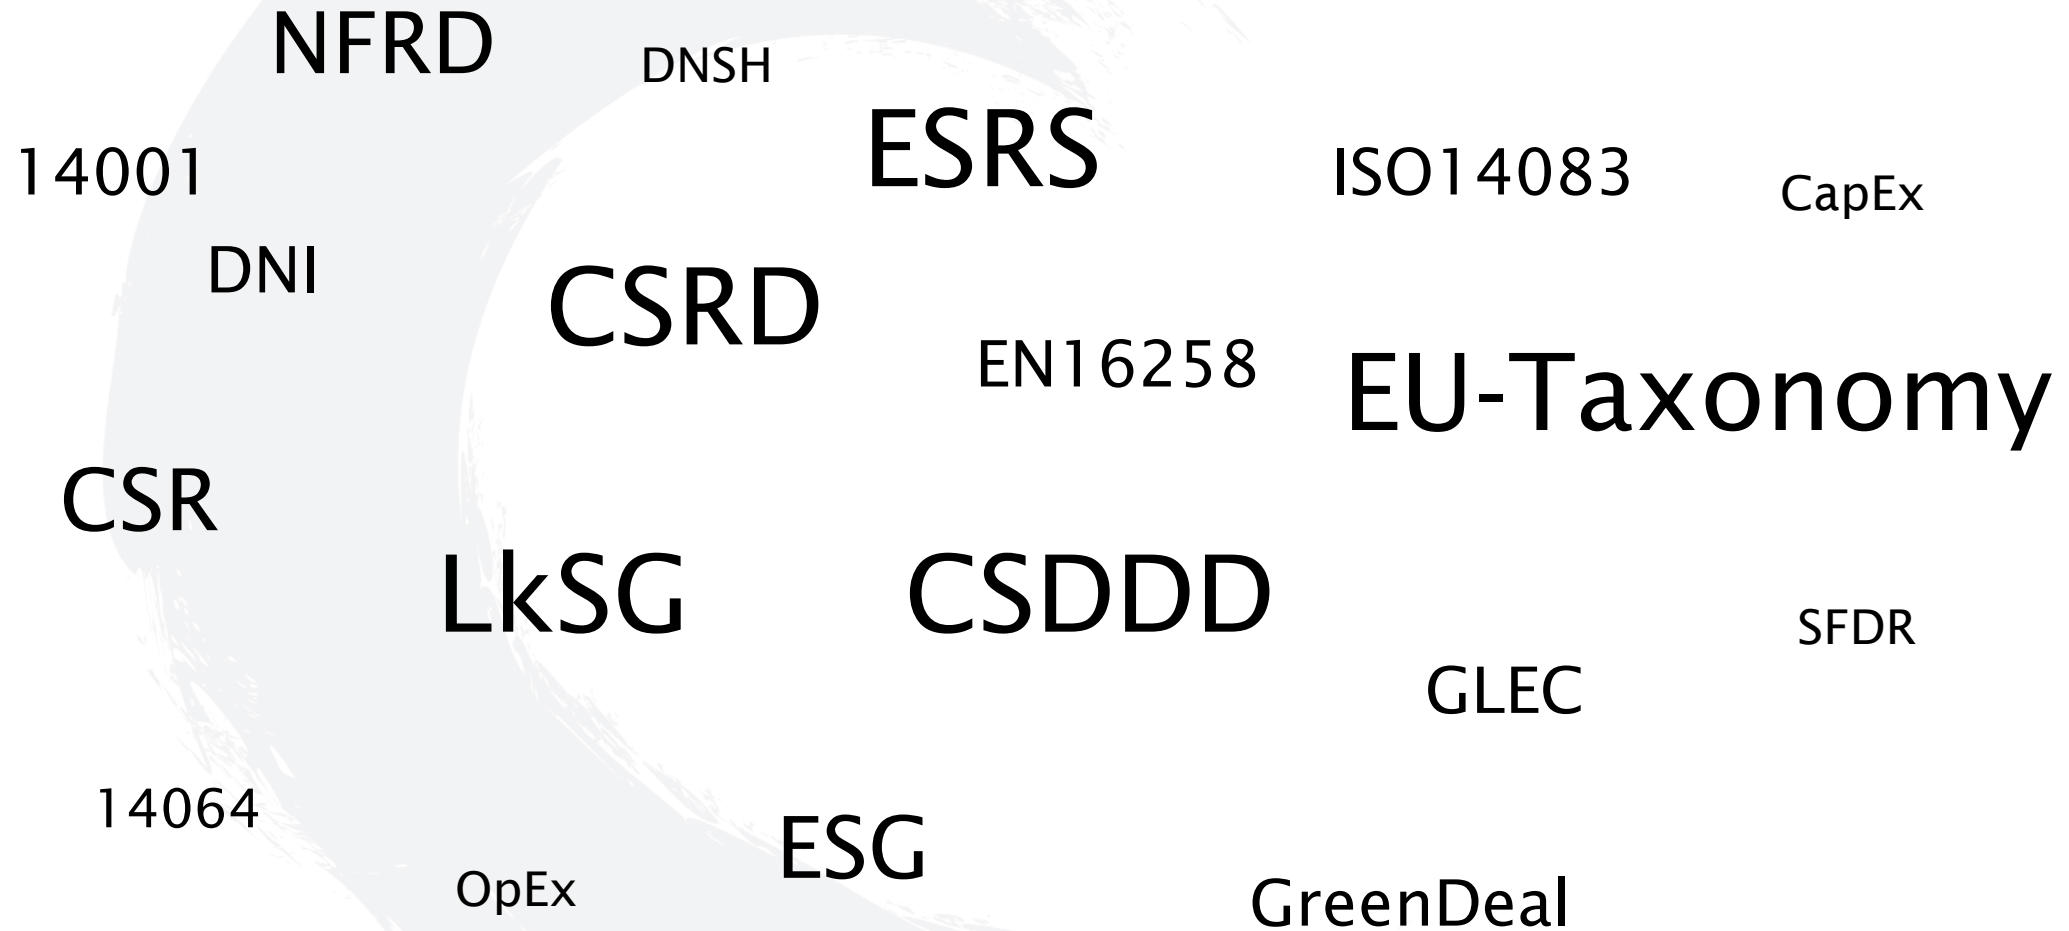 NFRD
DNSH
ESRS
14001
ISO14083
CapEx
DNI
CSRD
EN16258
EU-Taxonomy
CSR
LkSG
CSDDD
SFDR
GLEC
14064
ESG
OpEx
GreenDeal